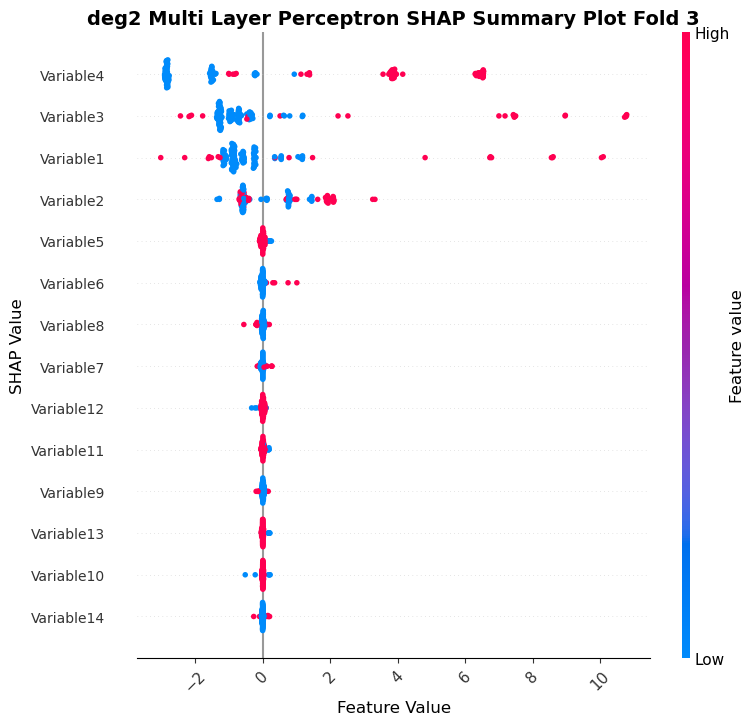 deg2 Multi Layer Perceptron SHAP Summary Plot Fold 3
High
Variable4
Variable3
Variable1
Variable2
Variable5
Variable6
Variable8
Variable7
Variable12
Variable11
Variable9
Variable13
Variable10
Variable14
SHAP Value
Feature value
Low
−2 0 2 4 6 8 10
Feature Value